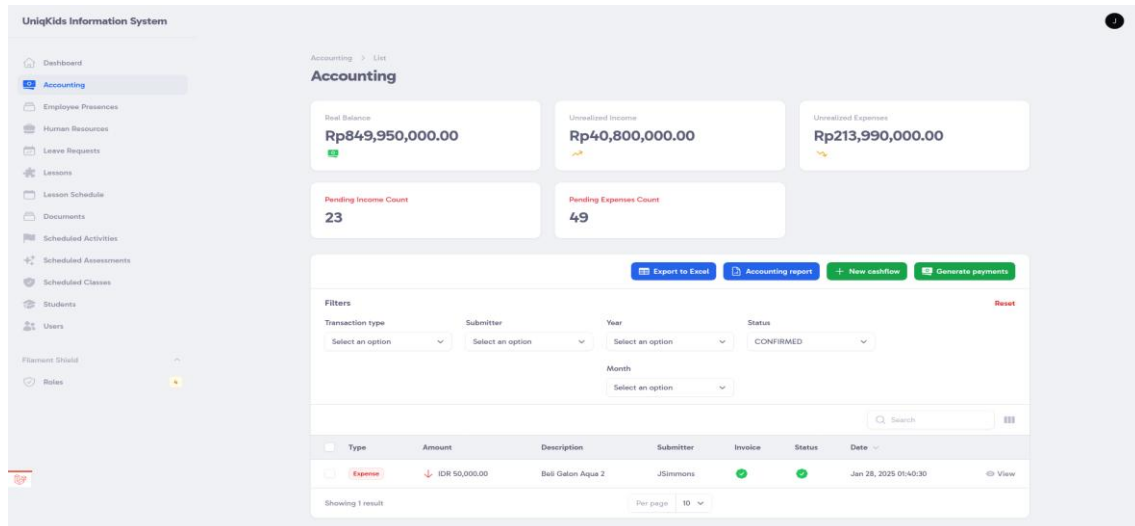 UniqKids Information System
J
Dashboard
Accounting
Employee Presences
Human Resources
Leave Requests
Lessons
Lesson Schedule
Documents
Scheduled Activities
Scheduled Assessments
Scheduled Classes
Students
Users
Filament Shield
Roles 4
Accounting > List
Accounting
Real Balance
Rp849,950,000.00
Unrealized Income
Rp40,800,000.00
Unrealized Expenses
Rp213,990,000.00
Pending Income Count
23
Pending Expenses Count
49
Export to Excel Accounting report + New cashflow Generate payments
Filters Reset
Transaction type Submitter Year Status
Select an option Select an option Select an option CONFIRMED
Month
Select an option
Search
Type Amount Description Submitter Invoice Status Date
Expense IDR 50,000.00 Beli Galon Aqua 2 JSimmons Jan 28, 2025 01:40:30 View
Showing 1 result Per page 10